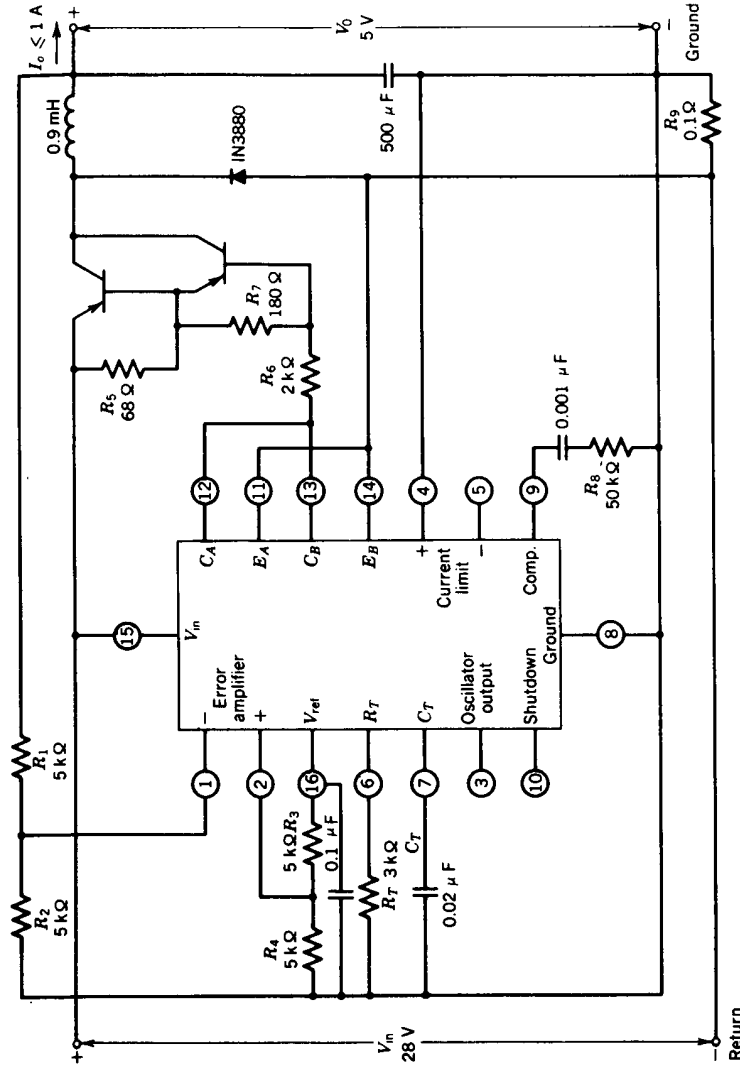 I₀ ≤ 1 A
+
V₀
5 V
−
Ground
0.9 mH
500 μF
IN3880
R₉
0.1 Ω
R₅
68 Ω
R₇
180 Ω
R₆
2 kΩ
0.001 μF
R₈
50 kΩ
12
11
13
14
4
5
9
C_A
E_A
C_B
E_B
+
Current
limit
−
Comp.
15
V_in
Ground
8
−
Error
amplifier
+
V_ref
R_T
C_T
Oscillator
output
Shutdown
1
2
16
6
7
3
10
R₁
5 kΩ
R₂
5 kΩ
5 kΩ R₃
0.1 μF
R₄
5 kΩ
R_T 3 kΩ
C_T
0.02 μF
+
V_in
28 V
−
Return